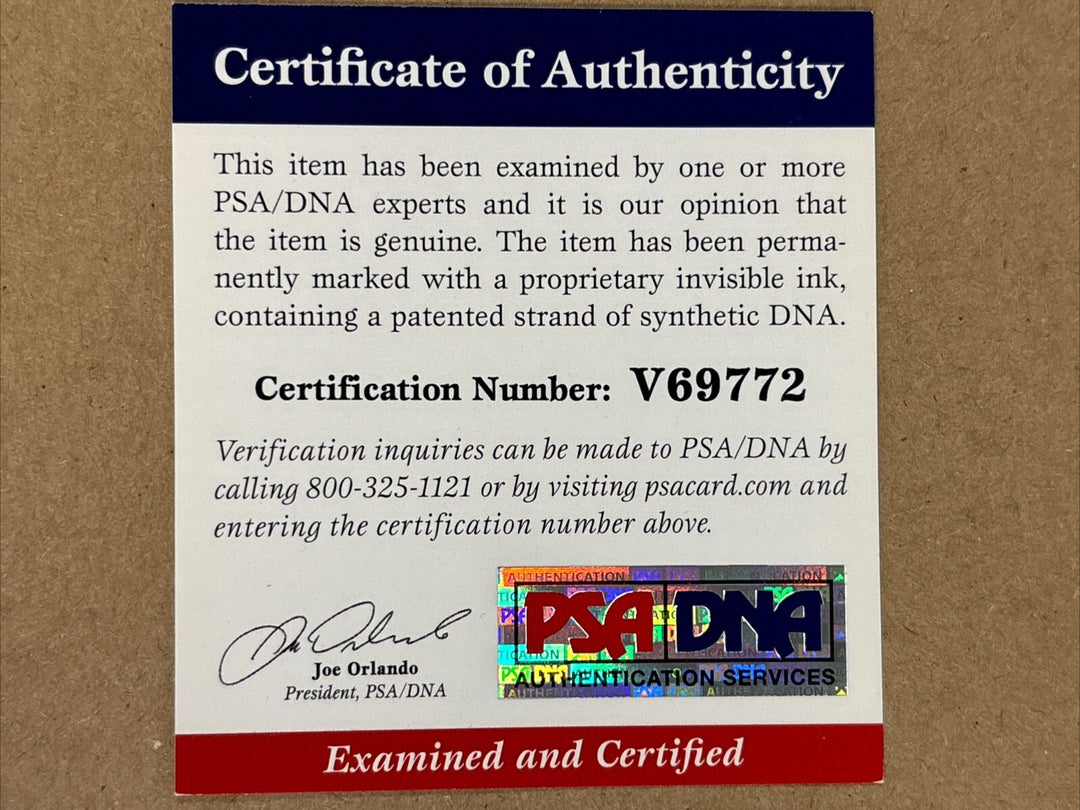 Certificate of Authenticity
This item has been examined by one or more
PSA/DNA experts and it is our opinion that
the item is genuine. The item has been perma-
nently marked with a proprietary invisible ink,
containing a patented strand of synthetic DNA.
Certification Number: V69772
Verification inquiries can be made to PSA/DNA by
calling 800-325-1121 or by visiting psacard.com and
entering the certification number above.
Joe Orlando
President, PSA/DNA
AUTHENTICATION
PSA DNA
AUTHENTICATION SERVICES
Examined and Certified